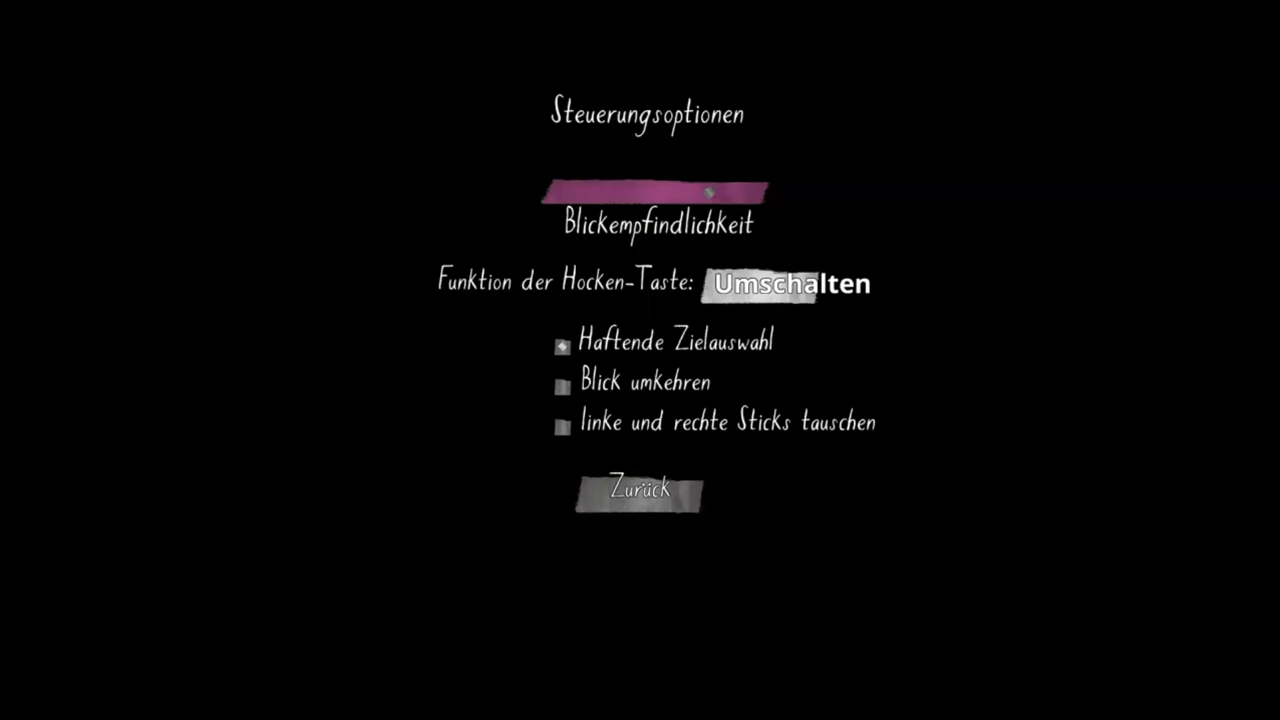 Steuerungsoptionen
Blickempfindlichkeit
Funktion der Hocken-Taste: Umschalten
Haftende Zielauswahl
Blick umkehren
linke und rechte Sticks tauschen
Zurück